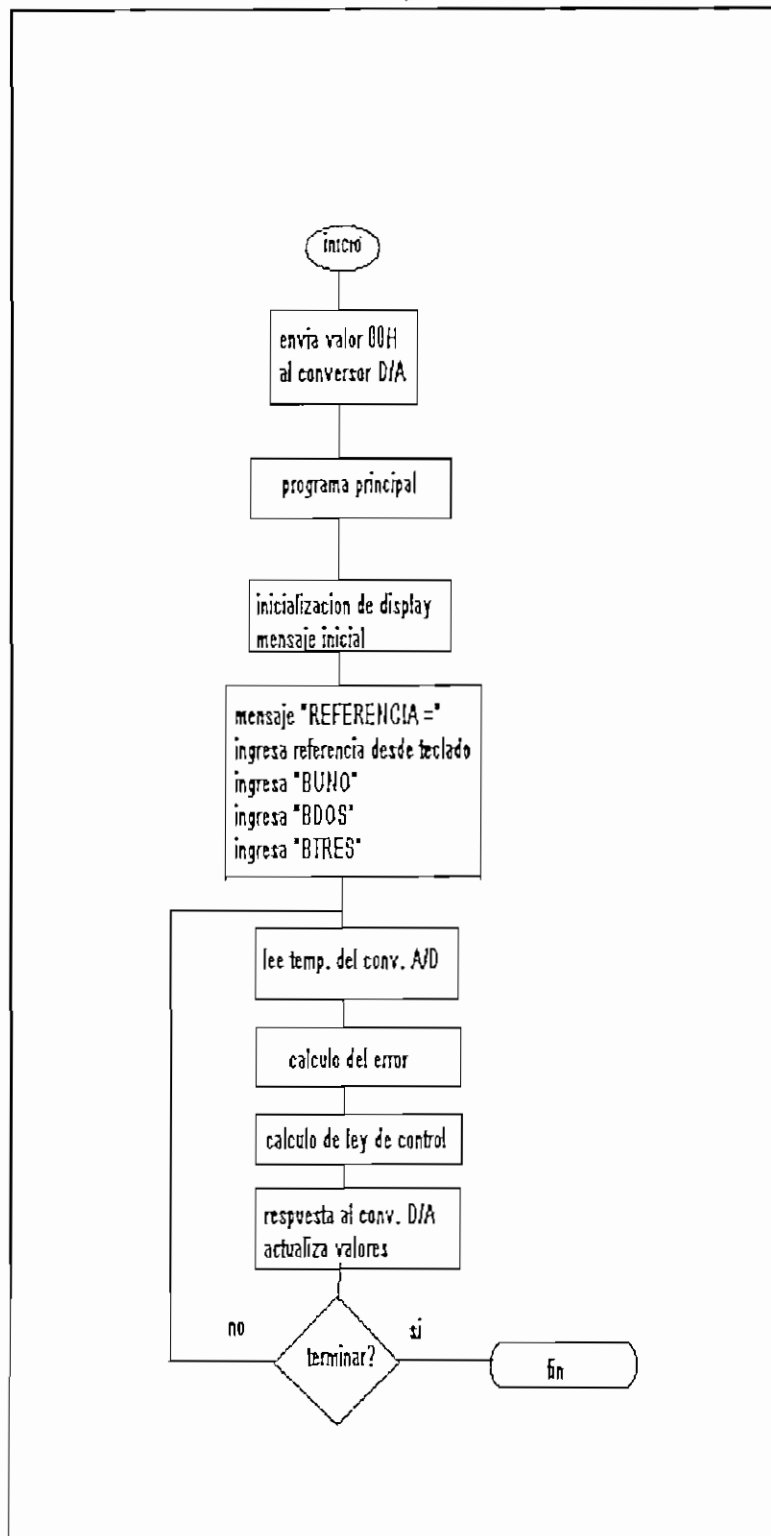 inicio
envia valor 00H
al conversor D/A
programa principal
inicializacion de display
mensaje inicial
mensaje "REFERENCIA ="
ingresa referencia desde teclado
ingresa "BUNO"
ingresa "BDOS"
ingresa "BTRES"
lee temp. del conv. A/D
calculo del error
calculo de ley de control
respuesta al conv. D/A
actualiza valores
no
si
terminar?
fin